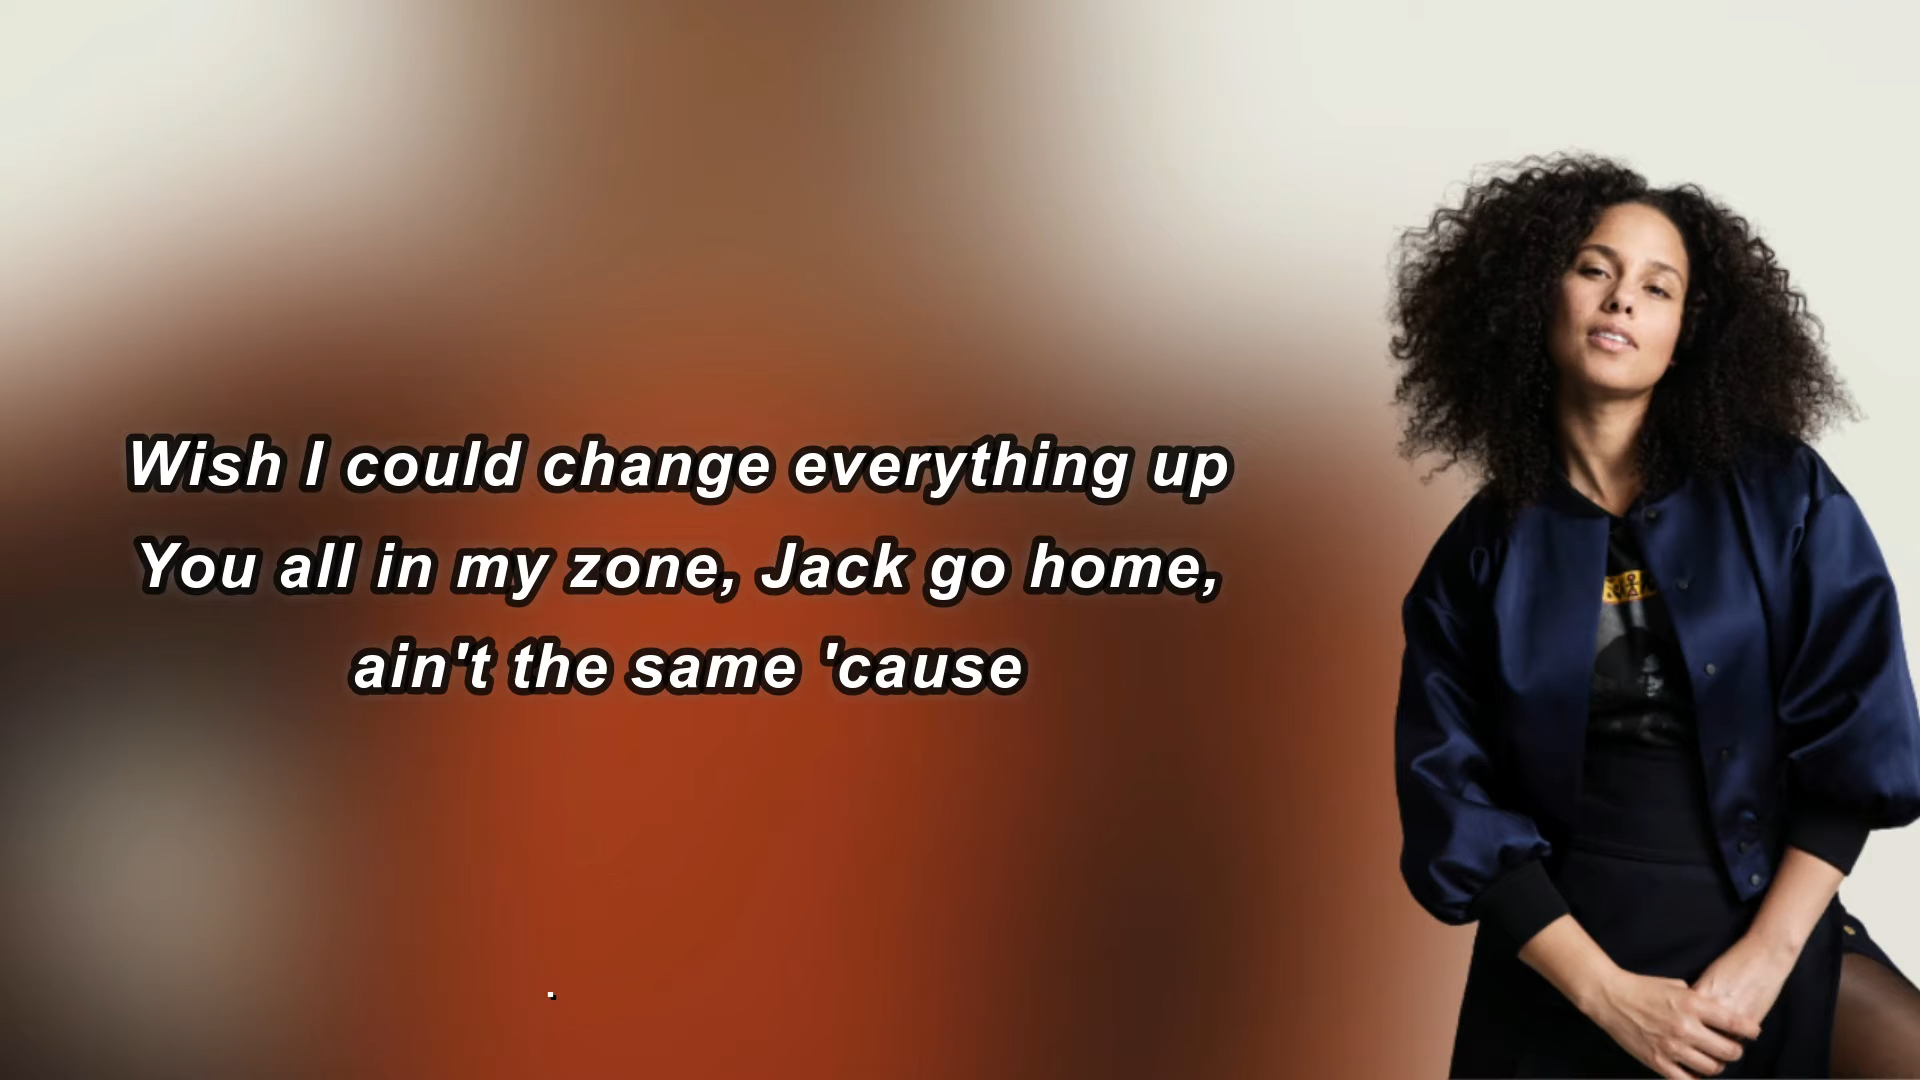 Wish I could change everything up
You all in my zone, Jack go home,
ain't the same 'cause
.